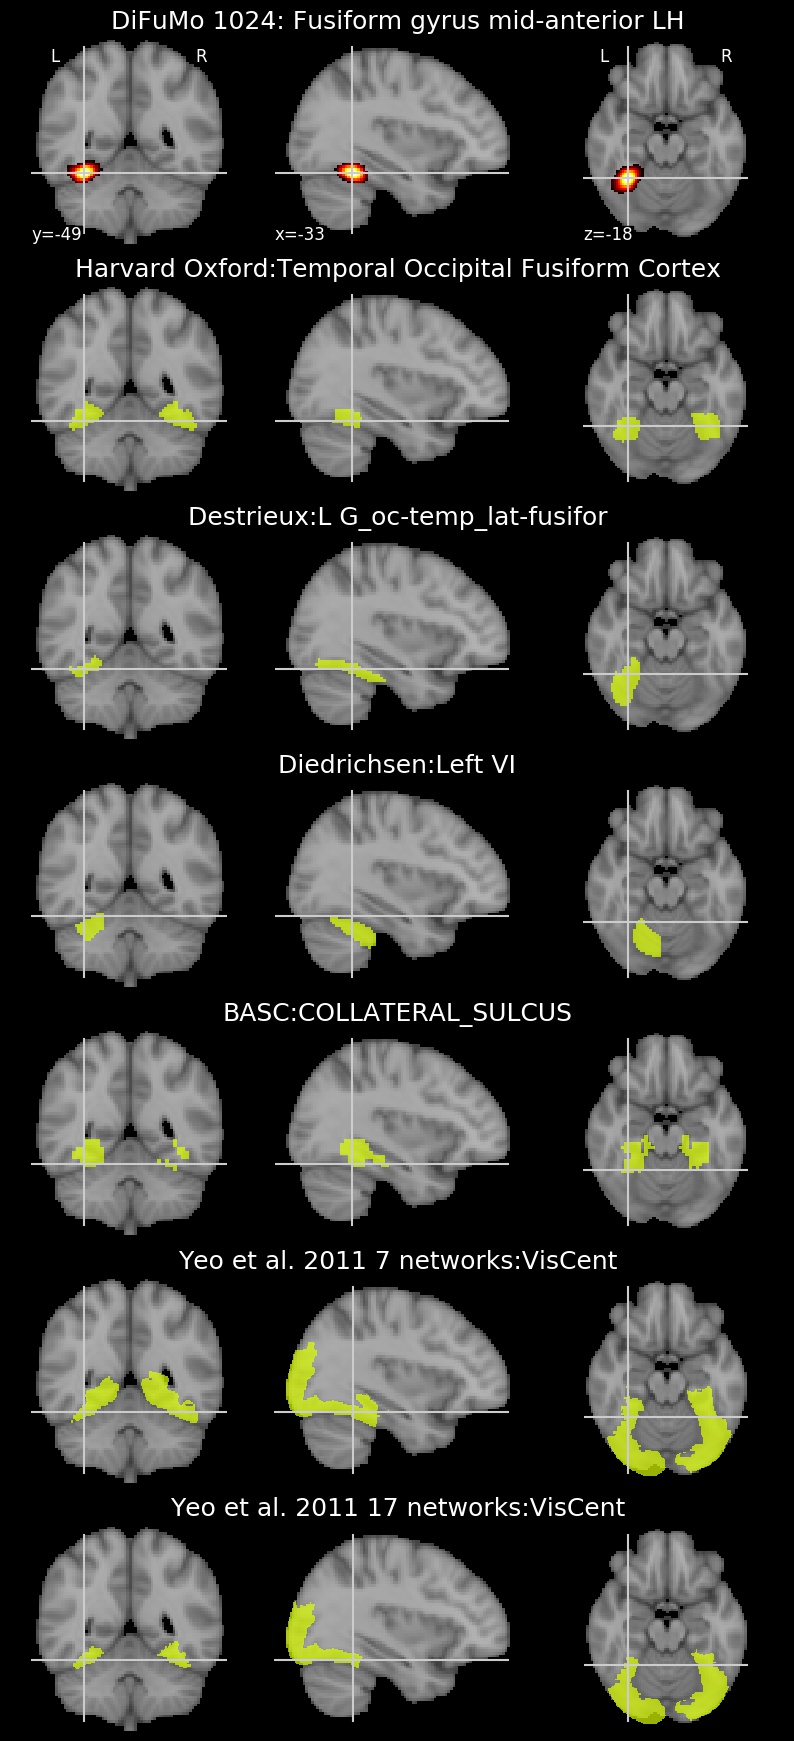 DiFuMo 1024: Fusiform gyrus mid-anterior LH
L R L R
y=-49 x=-33 z=-18
Harvard Oxford:Temporal Occipital Fusiform Cortex
Destrieux:L G_oc-temp_lat-fusifor
Diedrichsen:Left VI
BASC:COLLATERAL_SULCUS
Yeo et al. 2011 7 networks:VisCent
Yeo et al. 2011 17 networks:VisCent